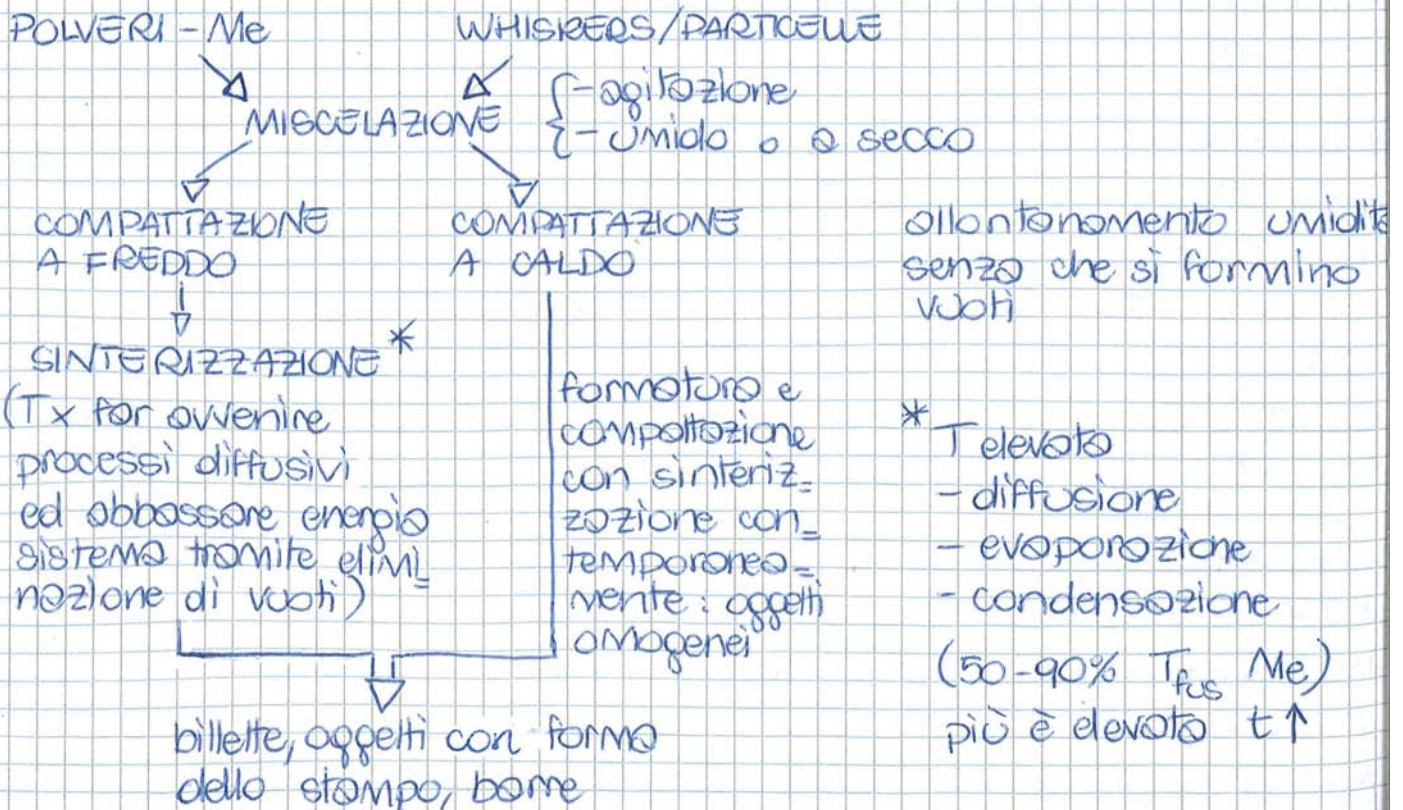 POLVERI - Me
WHISKERS/PARTICELLE
MISCELAZIONE
- agitazione
- umido o a secco
COMPATTAZIONE
A FREDDO
COMPATTAZIONE
A CALDO
allontanamento umidità
senza che si formino
vuoti
SINTERIZZAZIONE *
(Tx far avvenire
processi diffusivi
ed abbassare energia
sistema tramite elimi=
nazione di vuoti)
formatura e
compattazione
con sinteriz=
zazione con=
temporanea=
mente: oggetti
omogenei
* T elevata
- diffusione
- evaporazione
- condensazione
(50-90% Tfus Me)
più è elevata t↑
billette, oggetti con forma
dello stampo, barre